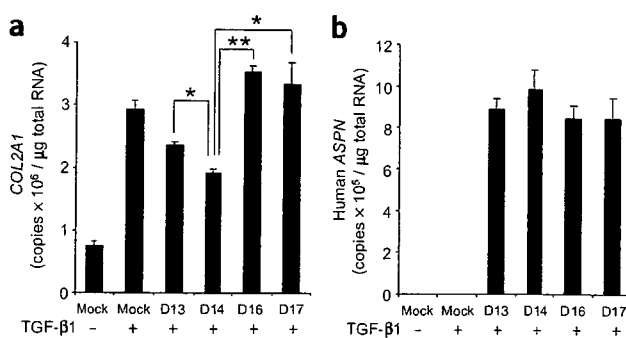 a
COL2A1
(copies × 10⁶ / µg total RNA)
4
3
2
1
0
*
**
*
Mock Mock D13 D14 D16 D17
TGF-β1 − + + + + +
b
Human ASPN
(copies × 10⁵ / µg total RNA)
12
10
8
6
4
2
0
Mock Mock D13 D14 D16 D17
TGF-β1 − + + + + +